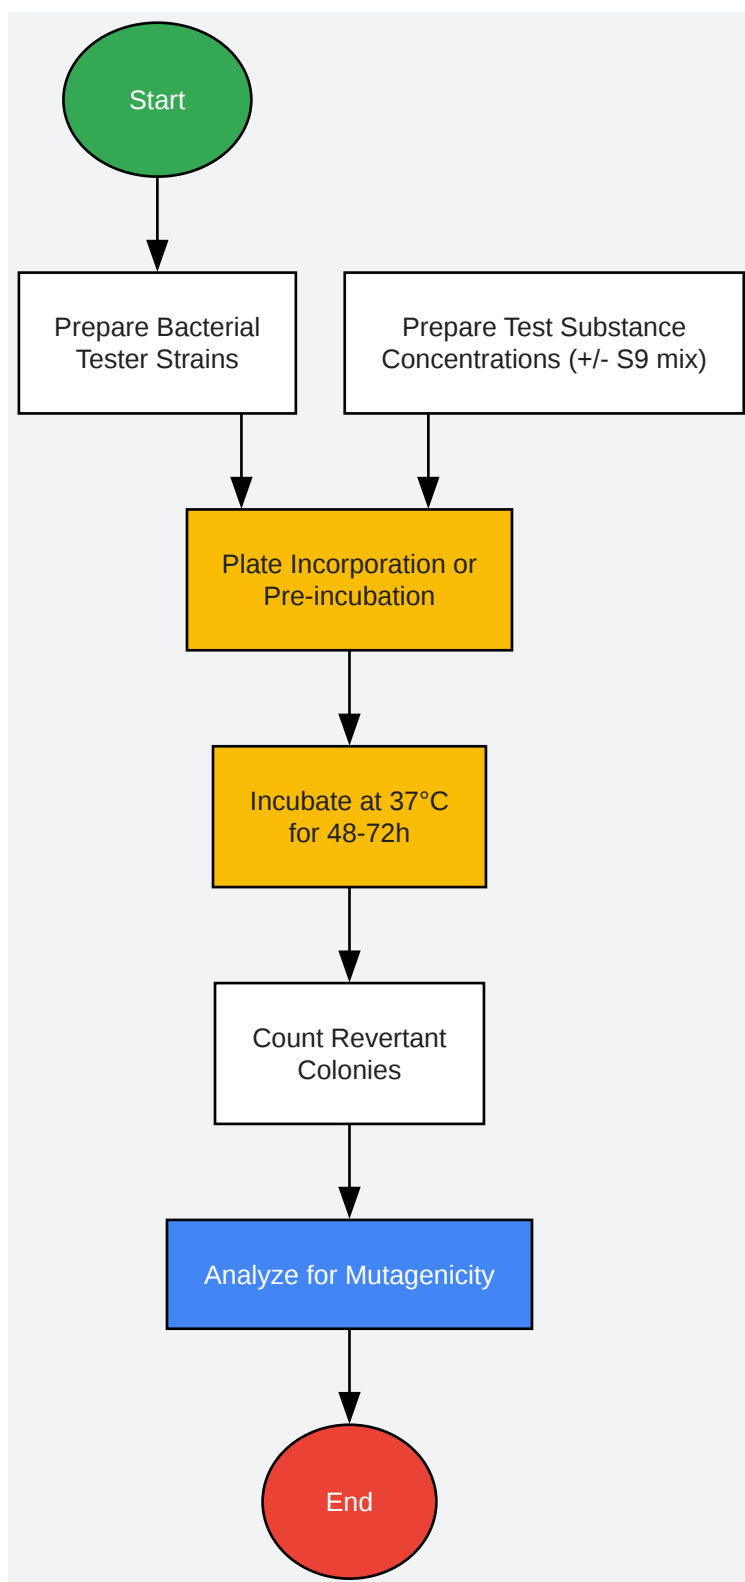 Start
Prepare Bacterial
Tester Strains
Prepare Test Substance
Concentrations (+/- S9 mix)
Plate Incorporation or
Pre-incubation
Incubate at 37°C
for 48-72h
Count Revertant
Colonies
Analyze for Mutagenicity
End